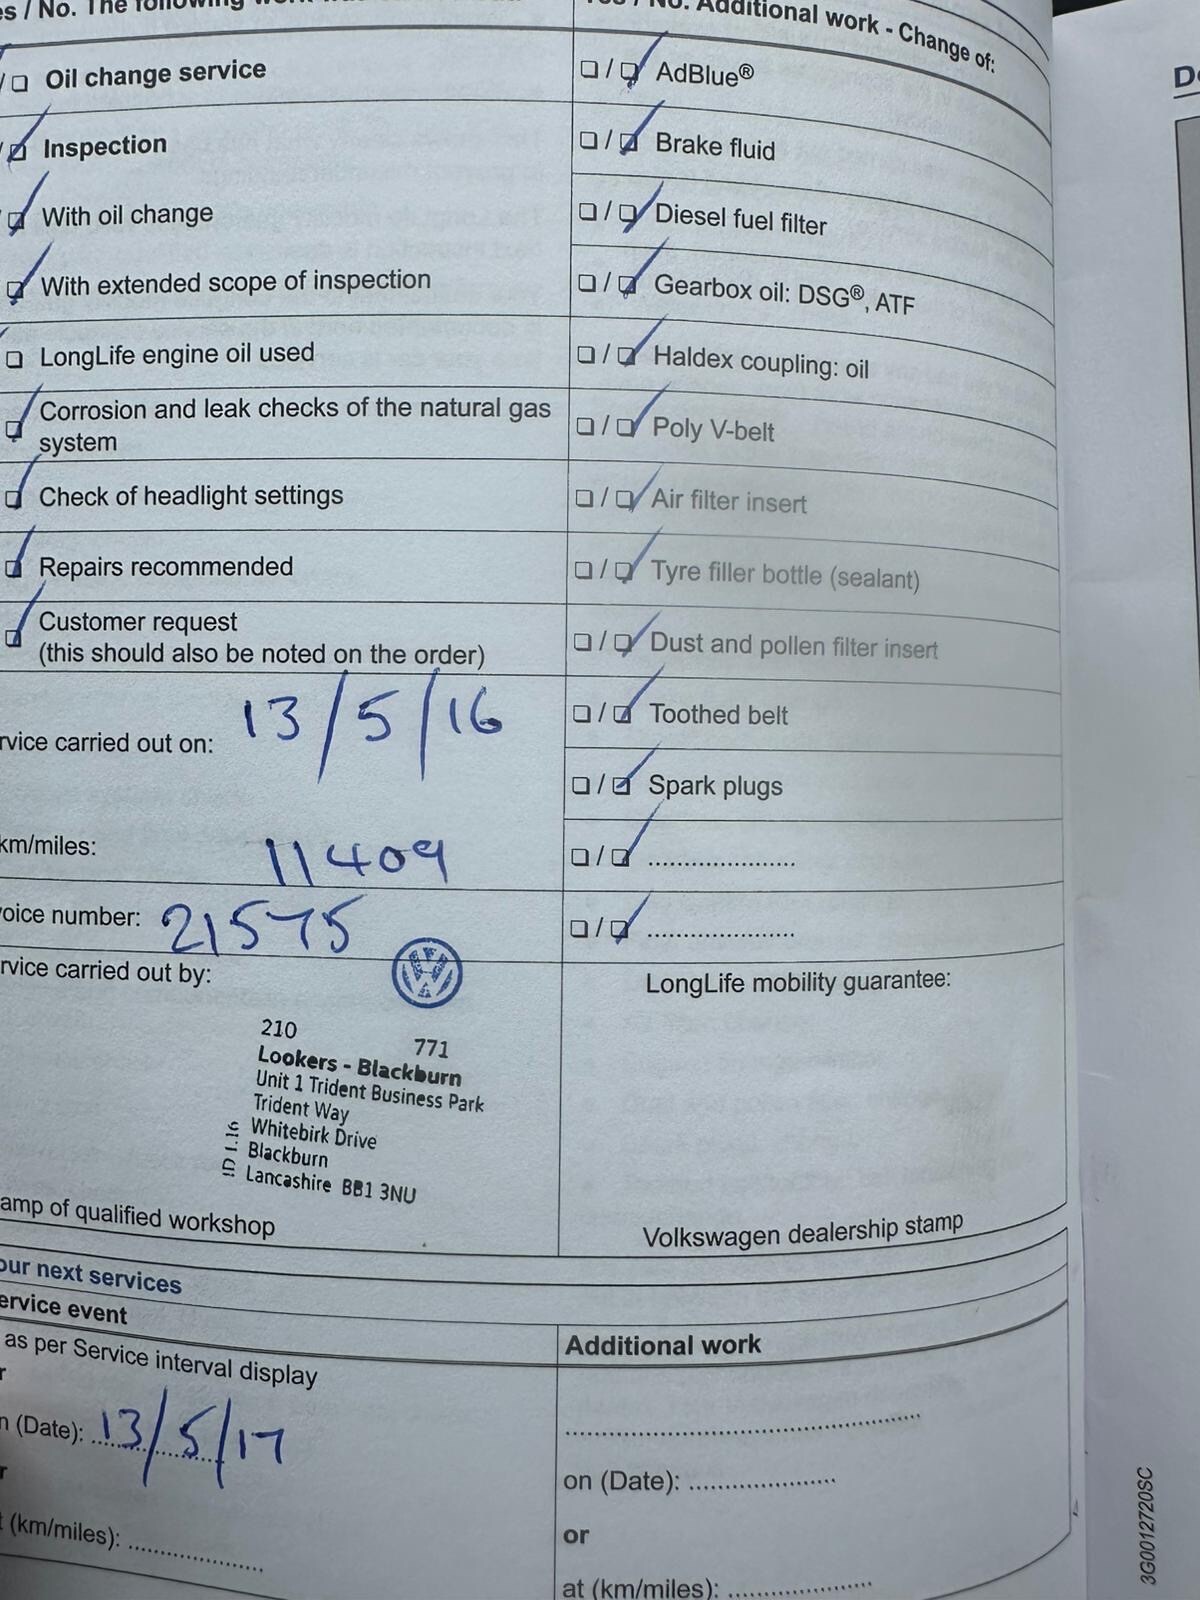 es / No. The following
Yes / No. Additional work - Change of:
/ ❏ Oil change service
❏ / ❏ AdBlue®
/ ❏ Inspection
❏ / ❏ Brake fluid
❏ With oil change
❏ / ❏ Diesel fuel filter
❏ With extended scope of inspection
❏ / ❏ Gearbox oil: DSG®, ATF
❏ LongLife engine oil used
❏ / ❏ Haldex coupling: oil
❏ Corrosion and leak checks of the natural gas
system
❏ / ❏ Poly V-belt
❏ Check of headlight settings
❏ / ❏ Air filter insert
❏ Repairs recommended
❏ / ❏ Tyre filler bottle (sealant)
❏ Customer request
(this should also be noted on the order)
❏ / ❏ Dust and pollen filter insert
❏ / ❏ Toothed belt
rvice carried out on: 13/5/16
❏ / ❏ Spark plugs
km/miles: 11409
❏ / ❏ .....................
oice number: 21575
❏ / ❏ .....................
rvice carried out by:
LongLife mobility guarantee:
210 771
Lookers - Blackburn
Unit 1 Trident Business Park
Trident Way
Whitebirk Drive
Blackburn
Lancashire BB1 3NU
amp of qualified workshop
Volkswagen dealership stamp
our next services
ervice event
Additional work
as per Service interval display
r
n (Date): 13/5/17
on (Date): .....................
r
or
t (km/miles): .....................
at (km/miles): .....................
3G0012720SC
D